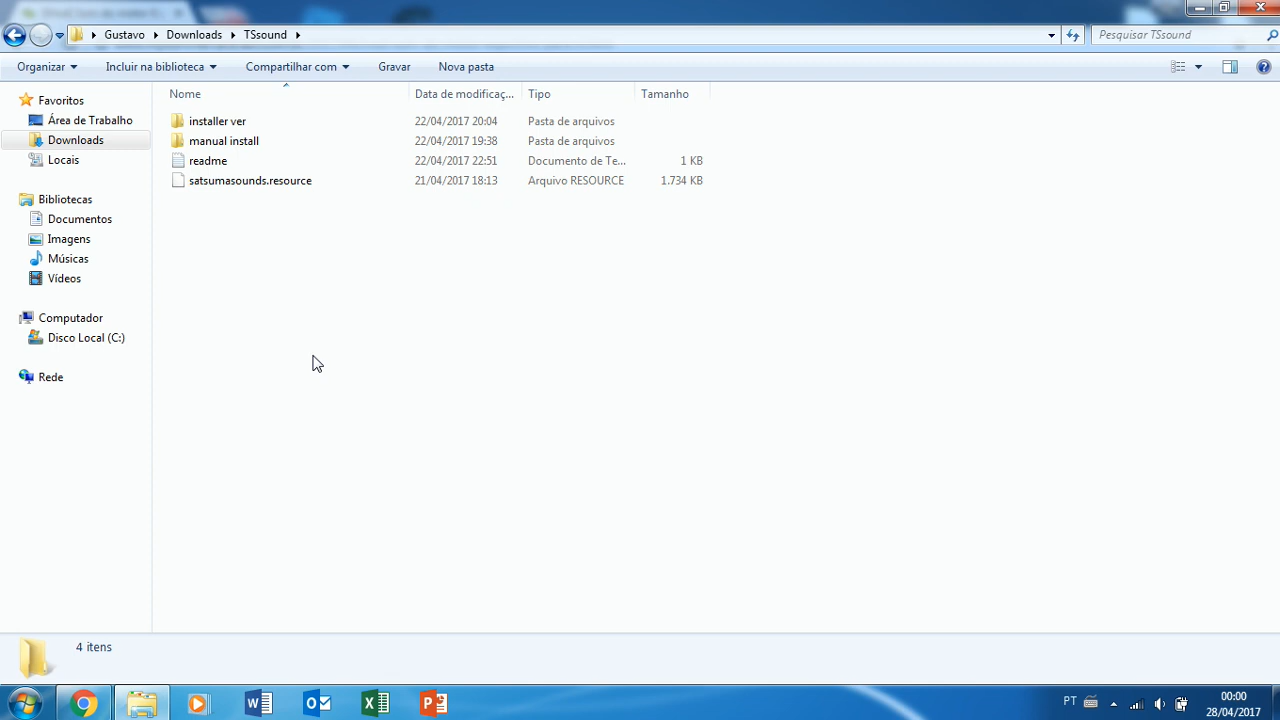 Gustavo Downloads TSsound
Pesquisar TSsound
Organizar Incluir na biblioteca Compartilhar com Gravar Nova pasta
Nome Data de modificaç... Tipo Tamanho
installer ver 22/04/2017 20:04 Pasta de arquivos
manual install 22/04/2017 19:38 Pasta de arquivos
readme 22/04/2017 22:51 Documento de Te... 1 KB
satsumasounds.resource 21/04/2017 18:13 Arquivo RESOURCE 1.734 KB
Favoritos
Área de Trabalho
Downloads
Locais
Bibliotecas
Documentos
Imagens
Músicas
Vídeos
Computador
Disco Local (C:)
Rede
4 itens
PT
00:00
28/04/2017